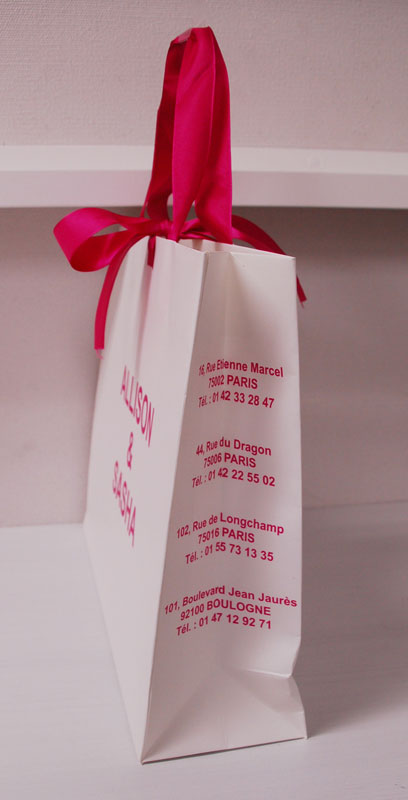 ALLISON
&
SASHA
16, Rue Etienne Marcel
75002 PARIS
Tél. : 01 42 33 28 47
44, Rue du Dragon
75006 PARIS
Tél. : 01 42 22 55 02
102, Rue de Longchamp
75016 PARIS
Tél. : 01 55 73 13 35
101, Boulevard Jean Jaurès
92100 BOULOGNE
Tél. : 01 47 12 92 71